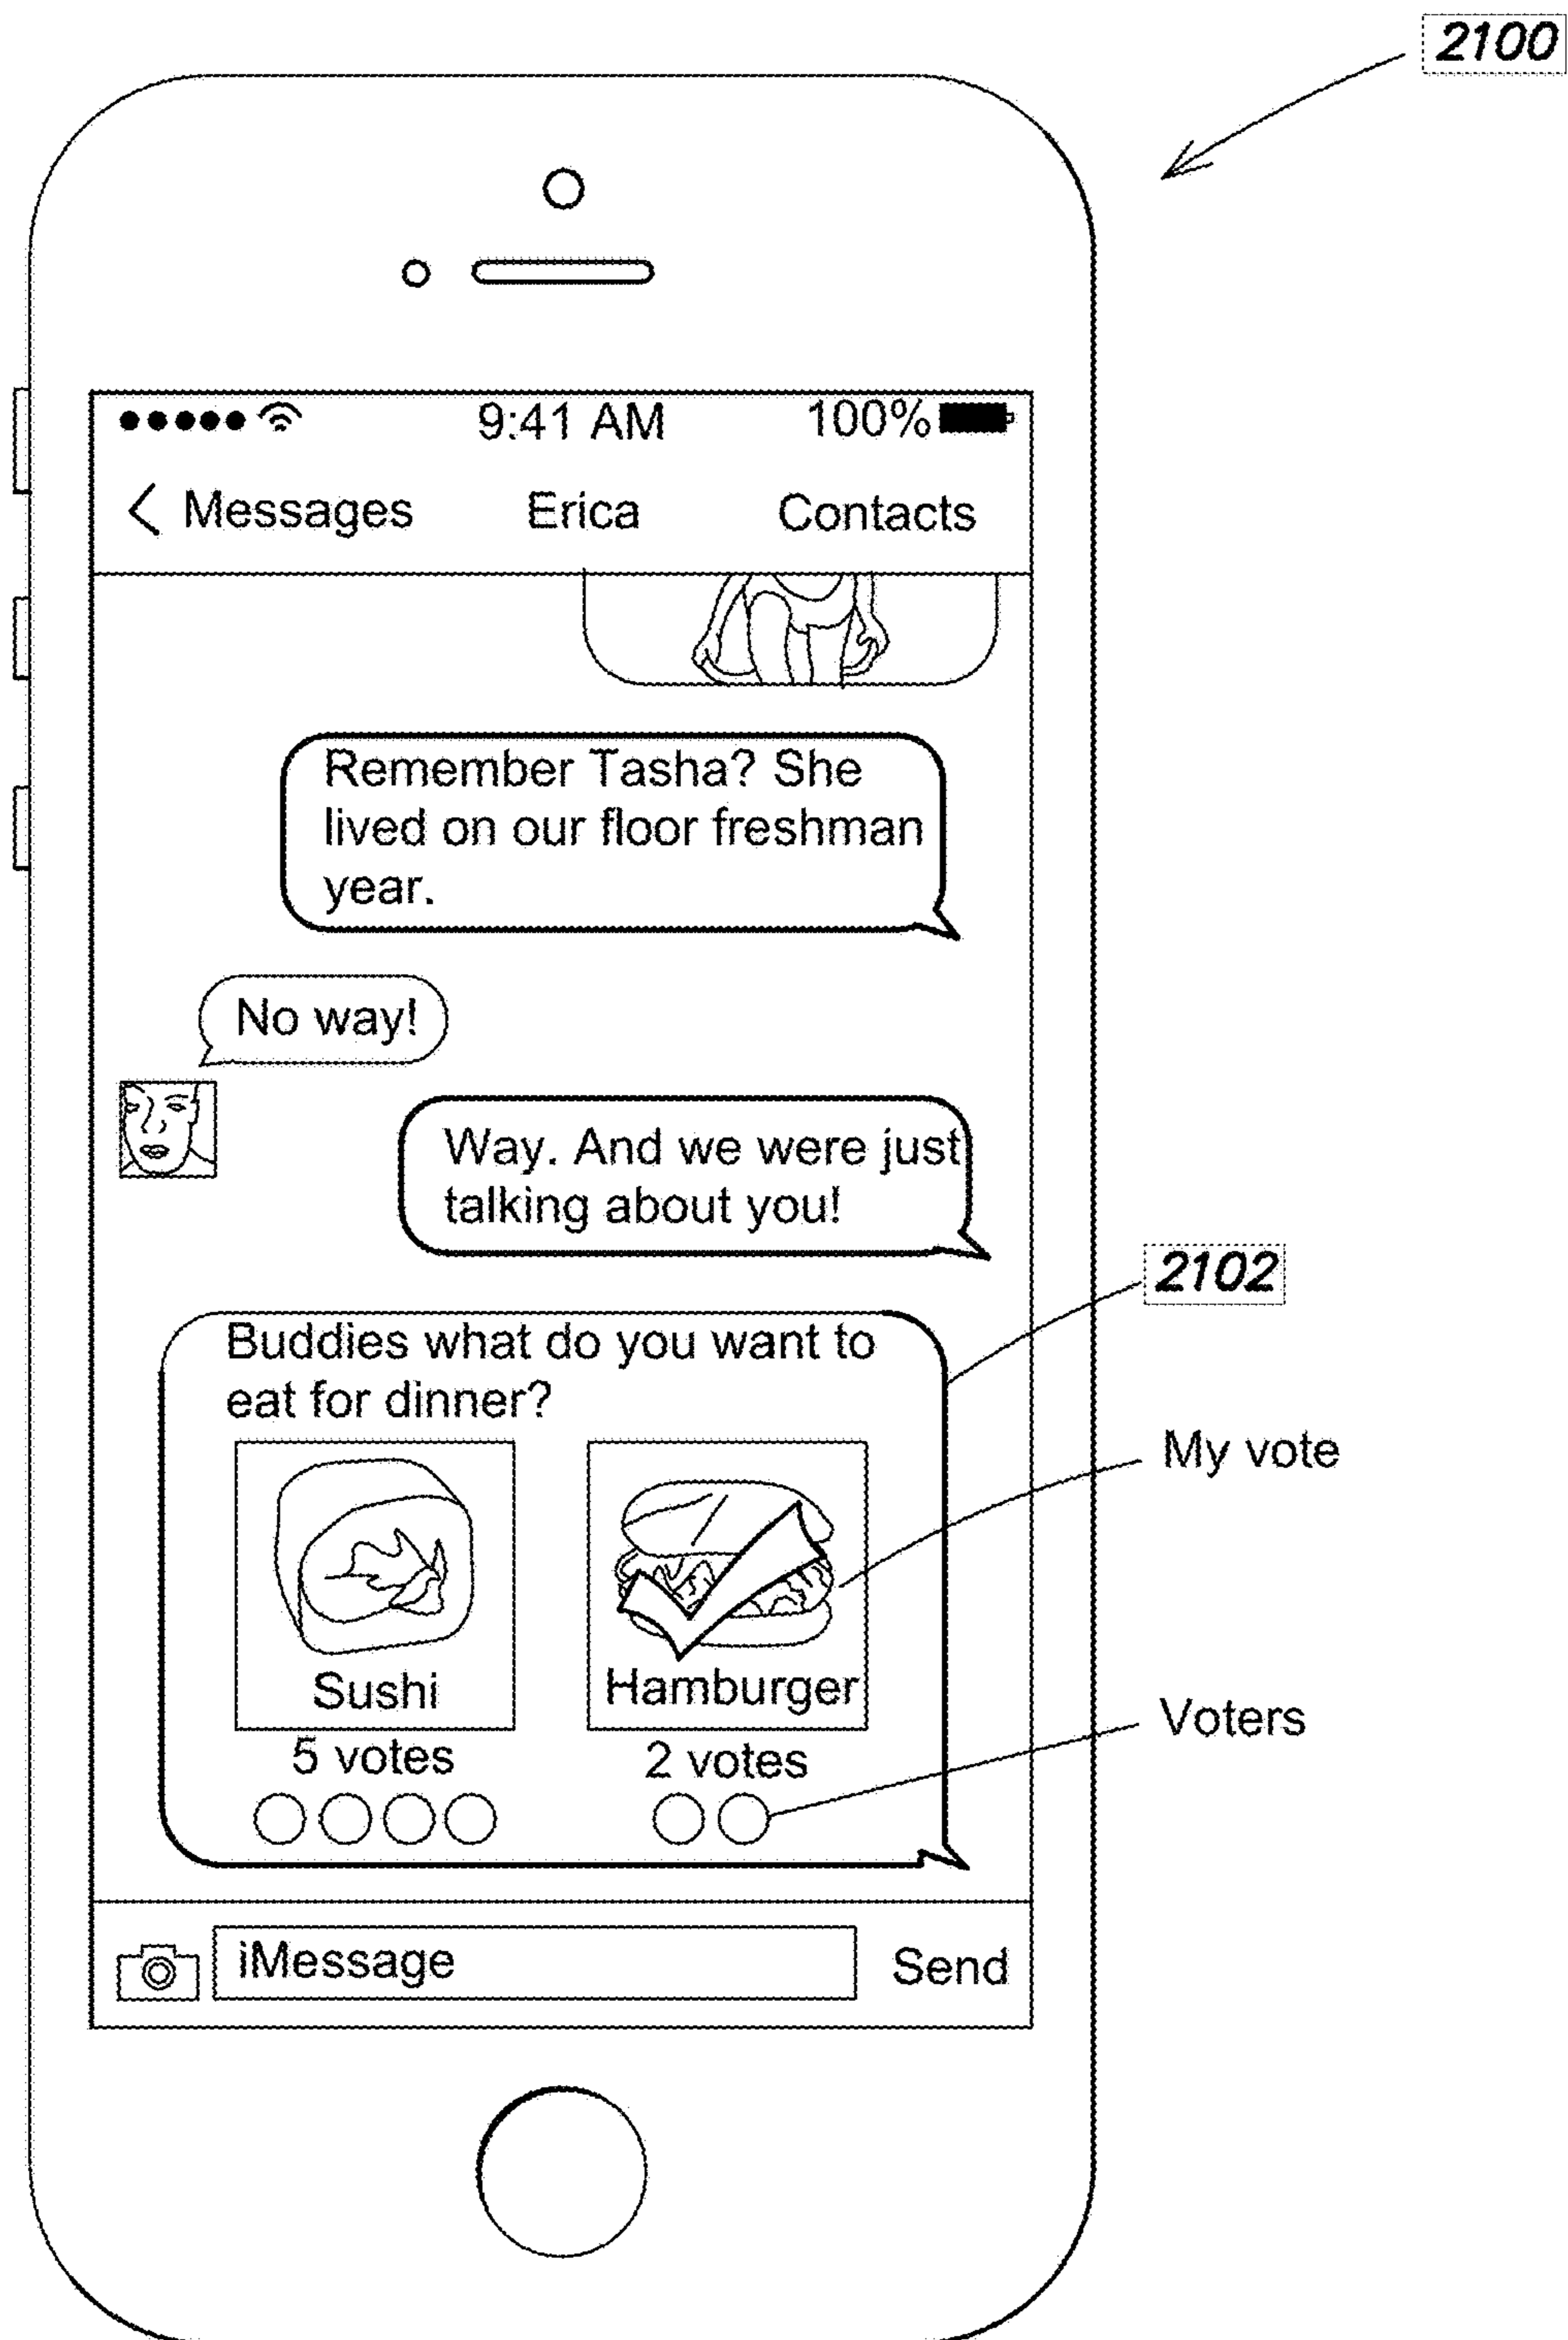 2100
9:41 AM 100%
Messages Erica Contacts
Remember Tasha? She
lived on our floor freshman
year.
No way!
Way. And we were just
talking about you!
2102
Buddies what do you want to
eat for dinner?
My vote
Sushi Hamburger
Voters
5 votes 2 votes
iMessage Send